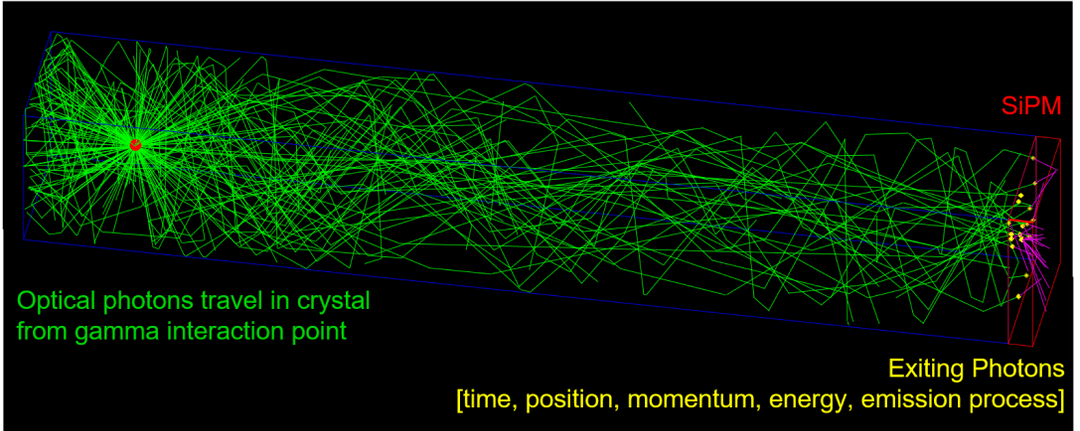 SiPM
Optical photons travel in crystal
from gamma interaction point
Exiting Photons
[time, position, momentum, energy, emission process]